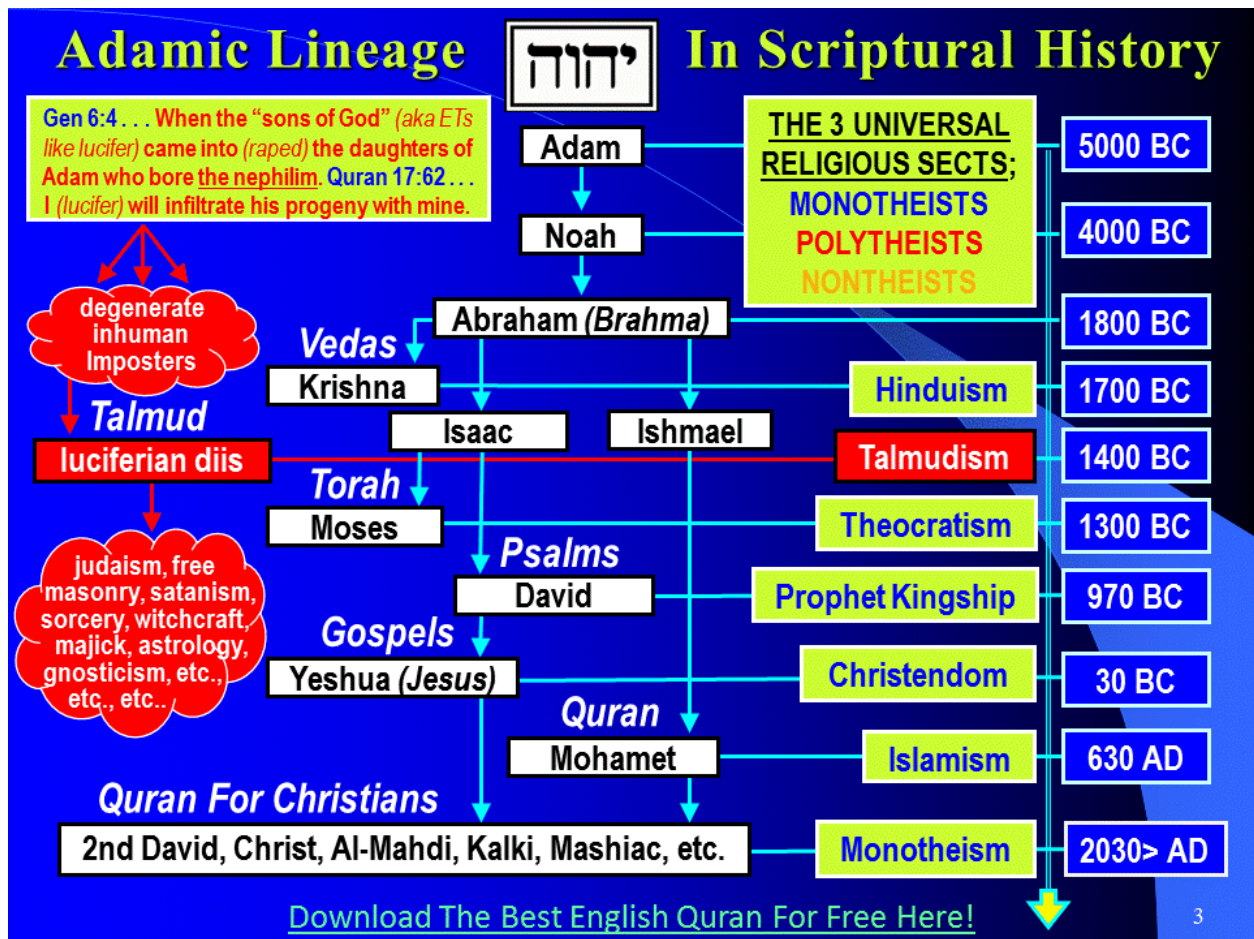 Adamic Lineage
יהוה
In Scriptural History
Gen 6:4 . . . When the “sons of God” (aka ETs
like lucifer) came into (raped) the daughters of
Adam who bore the nephilim. Quran 17:62 . . .
I (lucifer) will infiltrate his progeny with mine.
Adam
THE 3 UNIVERSAL
RELIGIOUS SECTS;
MONOTHEISTS
POLYTHEISTS
NONTHEISTS
5000 BC
Noah
4000 BC
degenerate
inhuman
Imposters
Abraham (Brahma)
1800 BC
Vedas
Krishna
Hinduism
1700 BC
Talmud
luciferian diis
Isaac
Ishmael
Talmudism
1400 BC
Torah
Moses
Theocratism
1300 BC
judaism, free
masonry, satanism,
sorcery, witchcraft,
majick, astrology,
gnosticism, etc.,
etc., etc..
Psalms
David
Prophet Kingship
970 BC
Gospels
Yeshua (Jesus)
Christendom
30 BC
Quran
Mohamet
Islamism
630 AD
Quran For Christians
2nd David, Christ, Al-Mahdi, Kalki, Mashiac, etc.
Monotheism
2030> AD
Download The Best English Quran For Free Here!
3